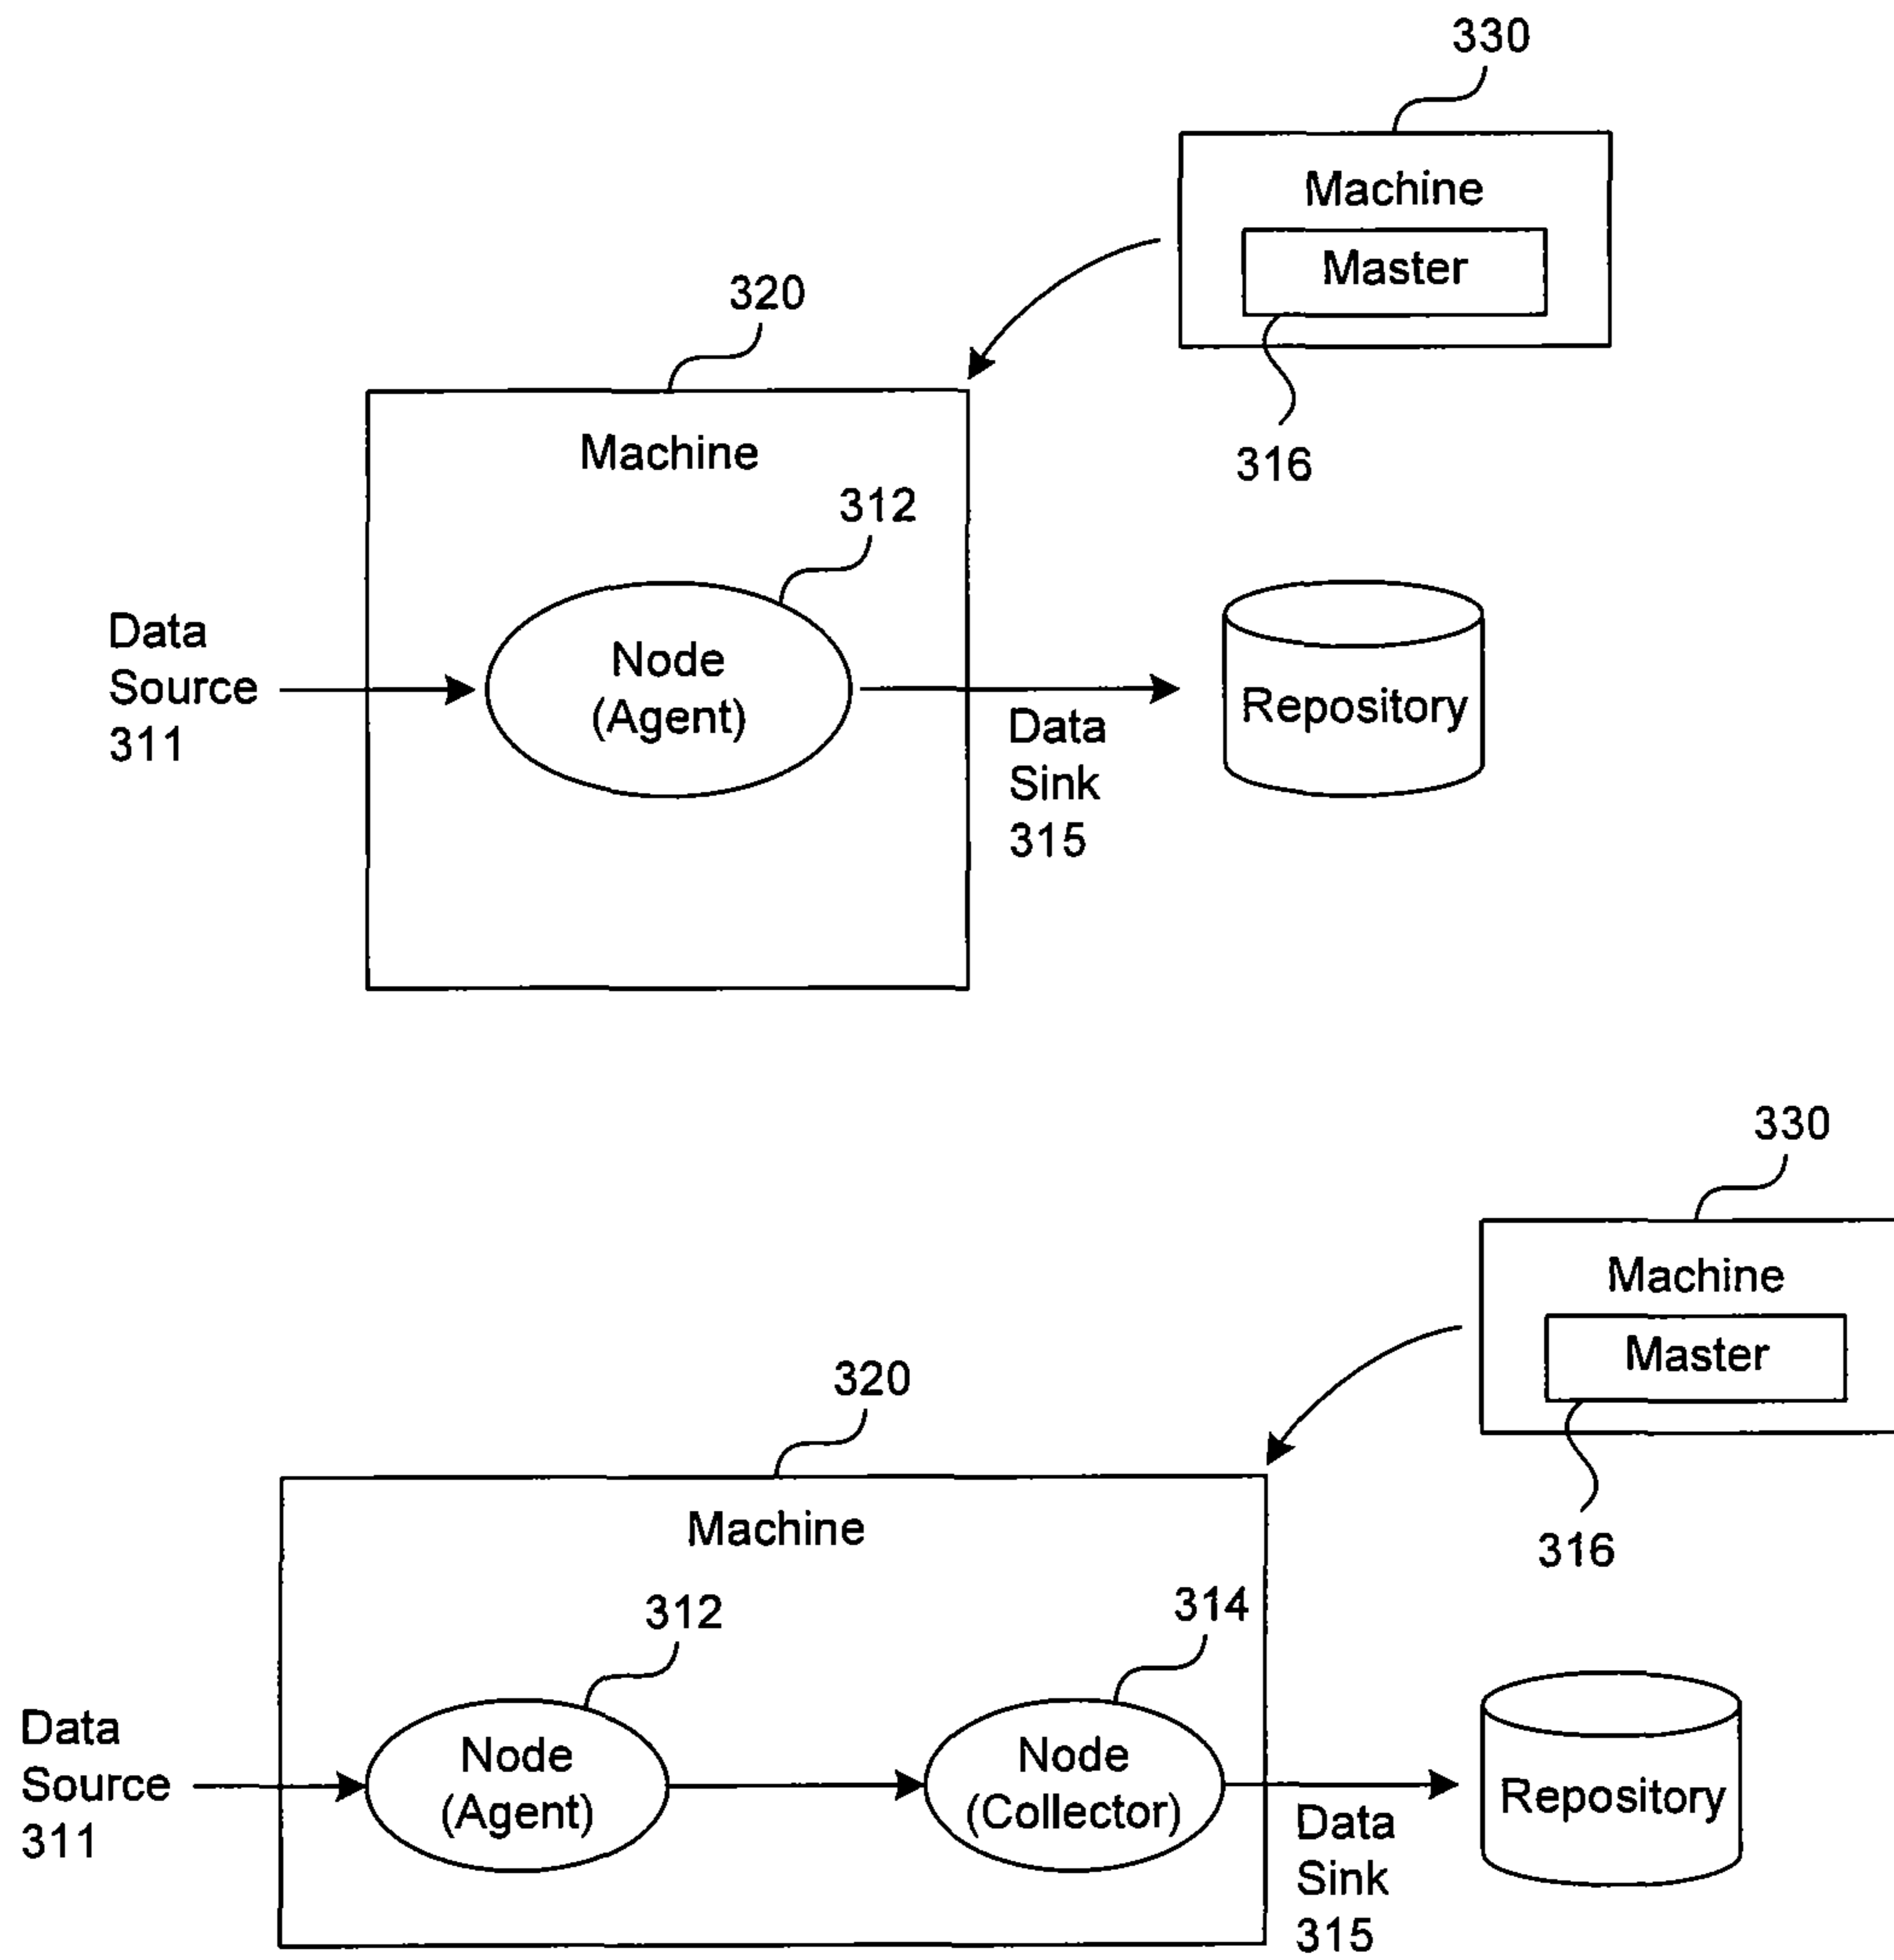 330
Machine
Master
316
320
Machine
312
Data
Source
311
Node
(Agent)
Data
Sink
315
Repository
330
Machine
Master
316
320
Machine
312
314
Data
Source
311
Node
(Agent)
Node
(Collector)
Data
Sink
315
Repository